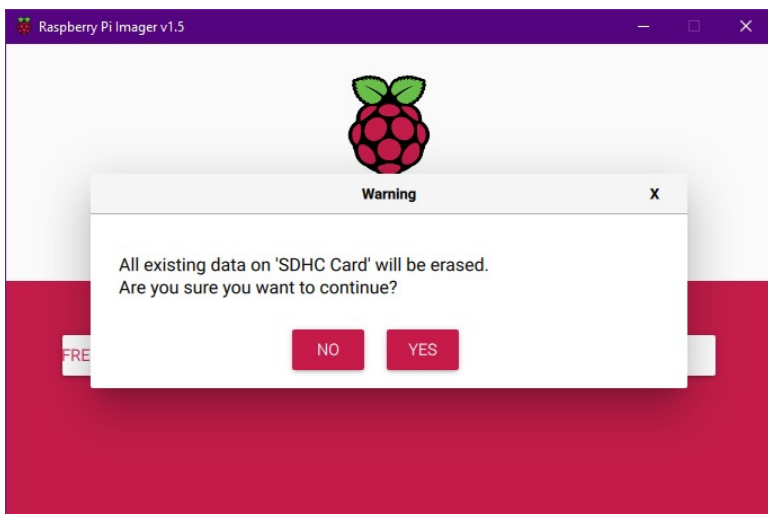 Raspberry Pi Imager v1.5
Warning
X
All existing data on 'SDHC Card' will be erased.
Are you sure you want to continue?
NO
YES
FRE